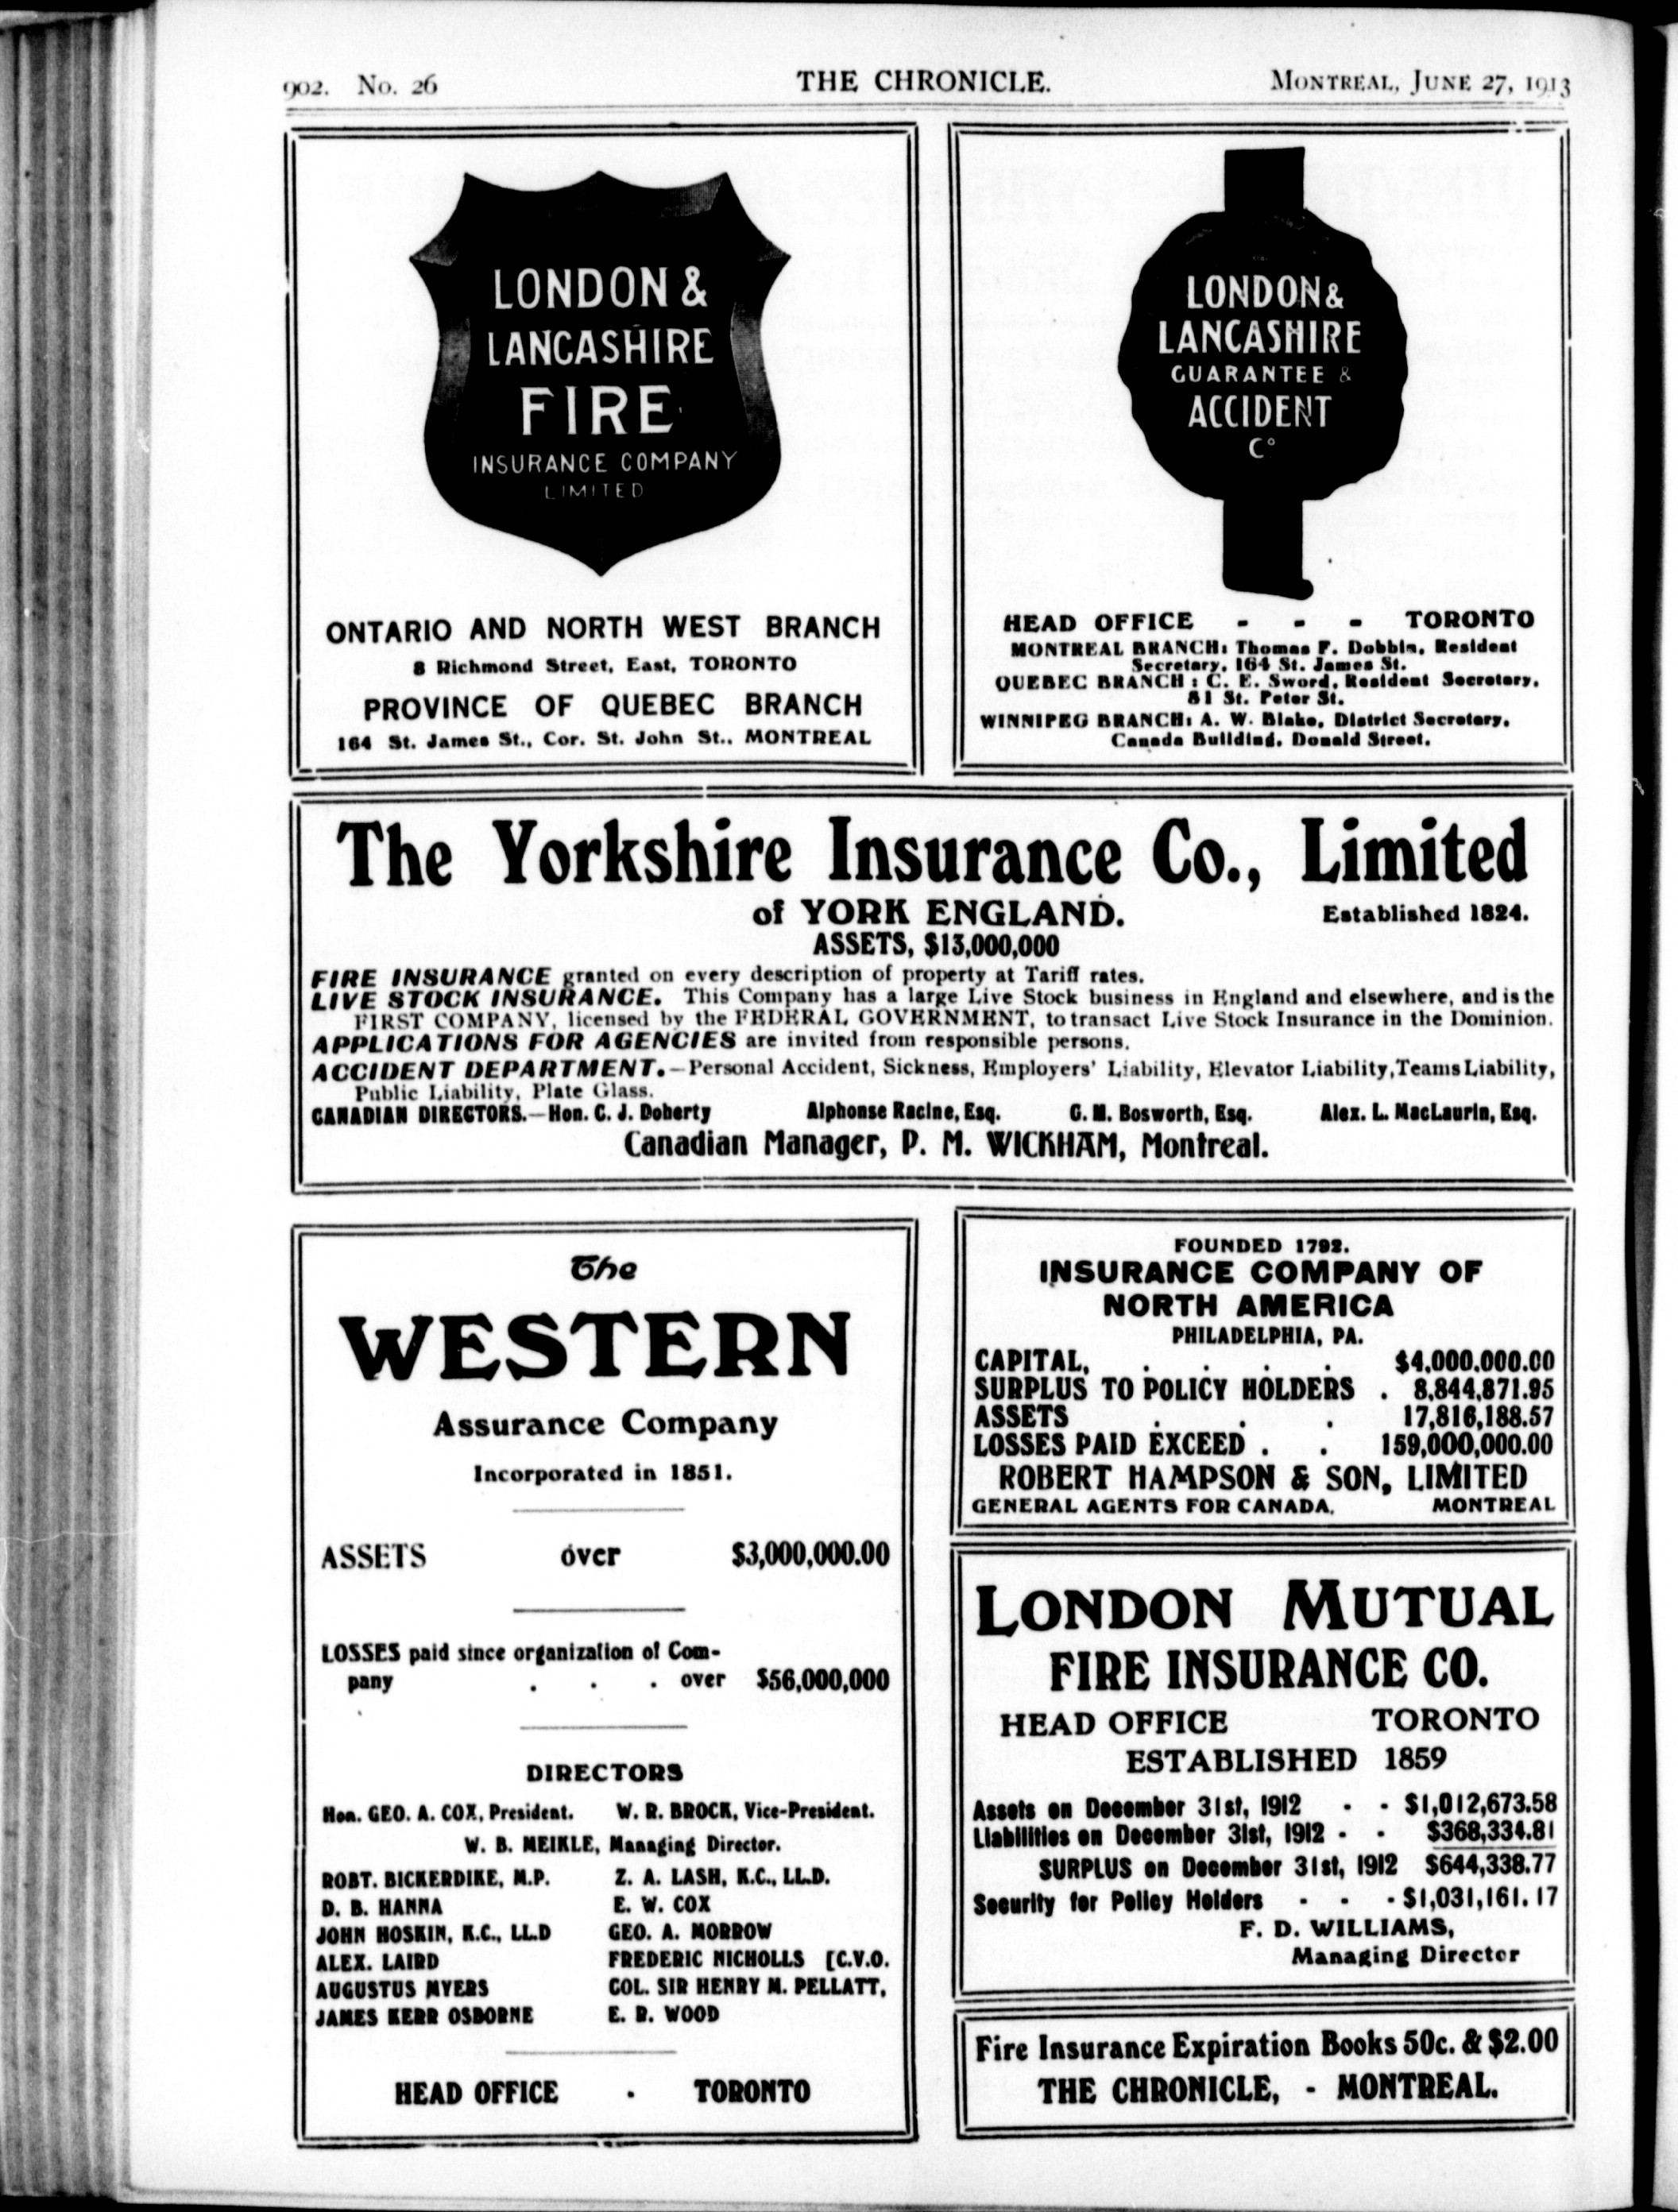 902. No. 26 THE CHRONICLE. MONTREAL, JUNE 27, 1913
LONDON &
LANCASHIRE
FIRE
INSURANCE COMPANY
LIMITED
ONTARIO AND NORTH WEST BRANCH
8 Richmond Street, East, TORONTO
PROVINCE OF QUEBEC BRANCH
164 St. James St., Cor. St. John St., MONTREAL
LONDON &
LANCASHIRE
GUARANTEE &
ACCIDENT
Co
HEAD OFFICE - - - TORONTO
MONTREAL BRANCH: Thomas F. Dobbin, Resident
Secretary, 164 St. James St.
QUEBEC BRANCH : C. E. Sword, Resident Secretary,
81 St. Peter St.
WINNIPEG BRANCH: A. W. Blake, District Secretary,
Canada Building, Donald Street.
The Yorkshire Insurance Co., Limited
of YORK ENGLAND. Established 1824.
ASSETS, $13,000,000
FIRE INSURANCE granted on every description of property at Tariff rates.
LIVE STOCK INSURANCE. This Company has a large Live Stock business in England and elsewhere, and is the
FIRST COMPANY, licensed by the FEDERAL GOVERNMENT, to transact Live Stock Insurance in the Dominion.
APPLICATIONS FOR AGENCIES are invited from responsible persons.
ACCIDENT DEPARTMENT.—Personal Accident, Sickness, Employers' Liability, Elevator Liability, Teams Liability,
Public Liability, Plate Glass.
CANADIAN DIRECTORS.—Hon. C. J. Doherty Alphonse Racine, Esq. G. M. Bosworth, Esq. Alex. L. MacLaurin, Esq.
Canadian Manager, P. M. WICKHAM, Montreal.
The
WESTERN
Assurance Company
Incorporated in 1851.
ASSETS over $3,000,000.00
LOSSES paid since organization of Com-
pany . . . over $56,000,000
DIRECTORS
Hon. GEO. A. COX, President. W. R. BROCK, Vice-President.
W. B. MEIKLE, Managing Director.
ROBT. BICKERDIKE, M.P. Z. A. LASH, K.C., LL.D.
D. B. HANNA E. W. COX
JOHN HOSKIN, K.C., LL.D GEO. A. MORROW
ALEX. LAIRD FREDERIC NICHOLLS [C.V.O.
AUGUSTUS MYERS COL. SIR HENRY M. PELLATT,
JAMES KERR OSBORNE E. R. WOOD
HEAD OFFICE . TORONTO
FOUNDED 1792.
INSURANCE COMPANY OF
NORTH AMERICA
PHILADELPHIA, PA.
CAPITAL, . . . . $4,000,000.00
SURPLUS TO POLICY HOLDERS . 8,844,871.95
ASSETS . . . 17,816,188.57
LOSSES PAID EXCEED . . 159,000,000.00
ROBERT HAMPSON & SON, LIMITED
GENERAL AGENTS FOR CANADA, MONTREAL
LONDON MUTUAL
FIRE INSURANCE CO.
HEAD OFFICE TORONTO
ESTABLISHED 1859
Assets on December 31st, 1912 - - $1,012,673.58
Liabilities on December 31st, 1912 - - $368,334.81
SURPLUS on December 31st, 1912 $644,338.77
Security for Policy Holders - - - $1,031,161.17
F. D. WILLIAMS,
Managing Director
Fire Insurance Expiration Books 50c. & $2.00
THE CHRONICLE, - MONTREAL.